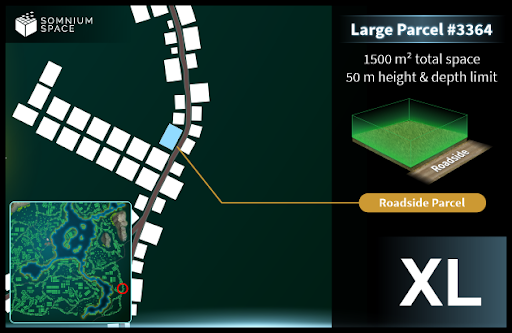 SOMNIUM
SPACE
Large Parcel #3364
1500 m² total space
50 m height & depth limit
Roadside
Roadside Parcel
XL